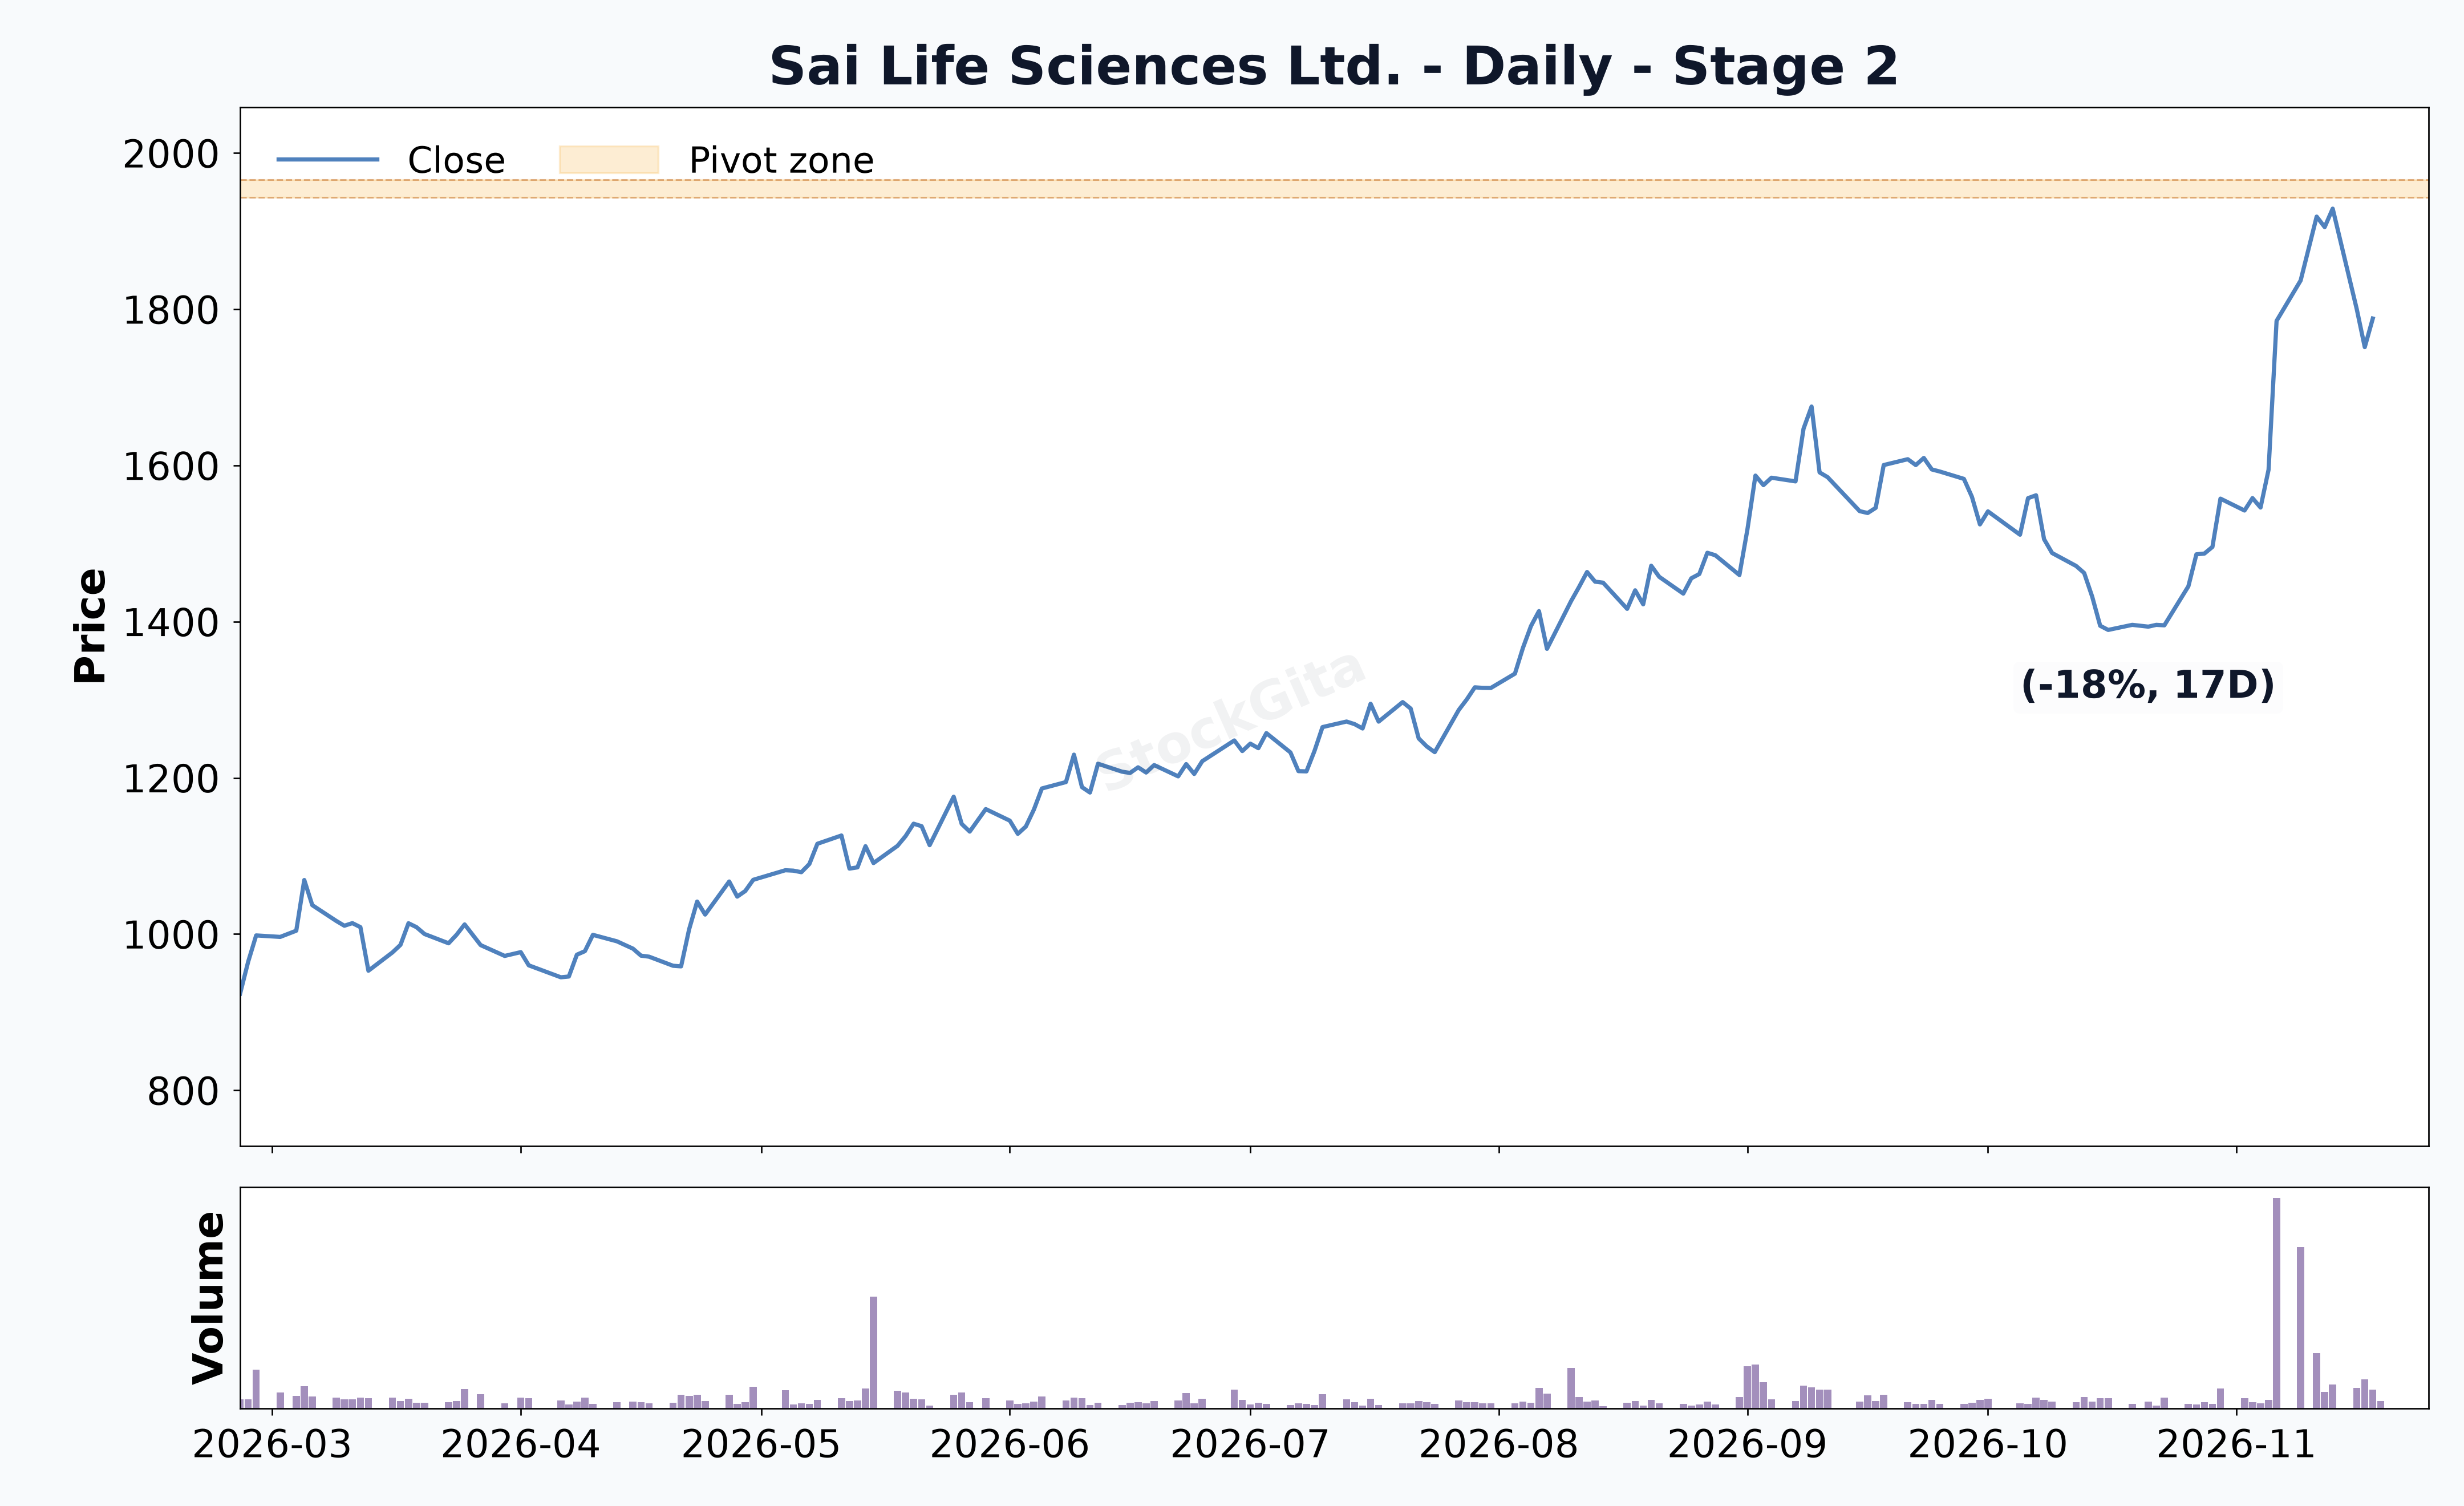 Sai Life Sciences Ltd. - Daily - Stage 2
Close
Pivot zone
2000
1800
1600
1400
1200
1000
800
Price
StockGita
(-18%, 17D)
Volume
2026-03
2026-04
2026-05
2026-06
2026-07
2026-08
2026-09
2026-10
2026-11